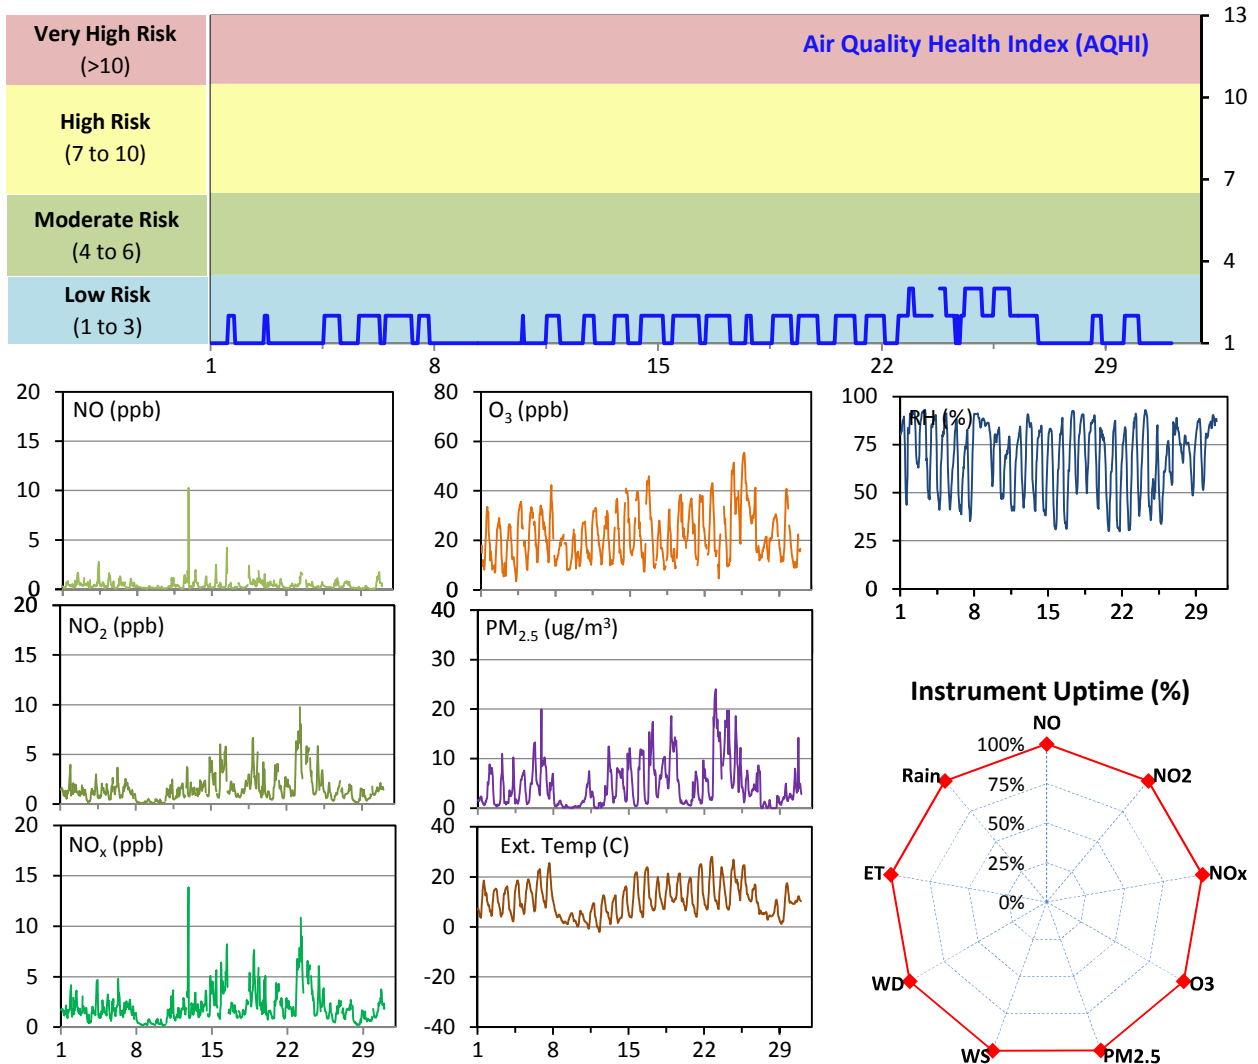 Very High Risk
(>10)
High Risk
(7 to 10)
Moderate Risk
(4 to 6)
Low Risk
(1 to 3)
Air Quality Health Index (AQHI)
13
10
7
4
1
1 8 15 22 29
NO (ppb)
20
15
10
5
0
O3 (ppb)
80
60
40
20
0
RH (%)
100
75
50
25
0
1 8 15 22 29
NO2 (ppb)
20
15
10
5
0
PM2.5 (ug/m³)
40
30
20
10
0
NOx (ppb)
20
15
10
5
0
1 8 15 22 29
Ext. Temp (C)
40
20
0
-20
-40
1 8 15 22 29
Instrument Uptime (%)
NO
NO2
NOx
O3
PM2.5
WS
WD
ET
Rain
100%
75%
50%
25%
0%